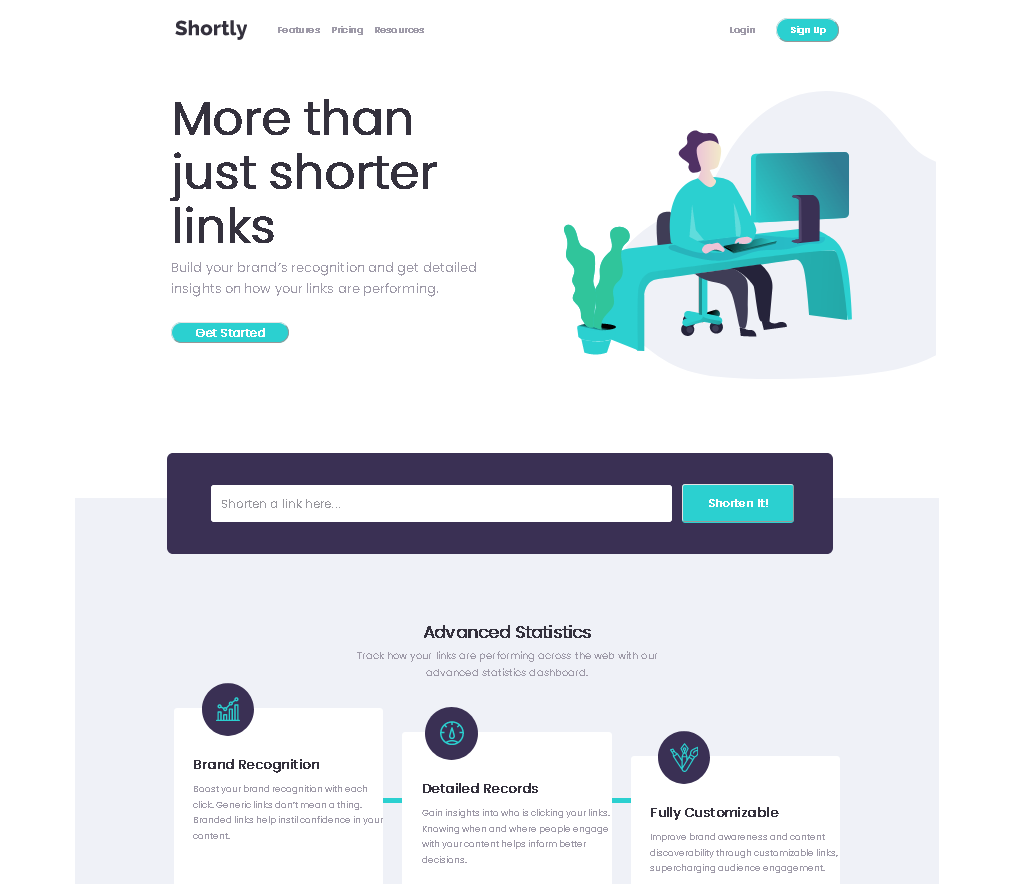 Shortly
Features Pricing Resources
Login
Sign Up
More than
just shorter
links
Build your brand's recognition and get detailed
insights on how your links are performing.
Get Started
Shorten a link here...
Shorten It!
Advanced Statistics
Track how your links are performing across the web with our
advanced statistics dashboard.
Brand Recognition
Boost your brand recognition with each
click. Generic links don't mean a thing.
Branded links help instil confidence in your
content.
Detailed Records
Gain insights into who is clicking your links.
Knowing when and where people engage
with your content helps inform better
decisions.
Fully Customizable
Improve brand awareness and content
discoverability through customizable links,
supercharging audience engagement.